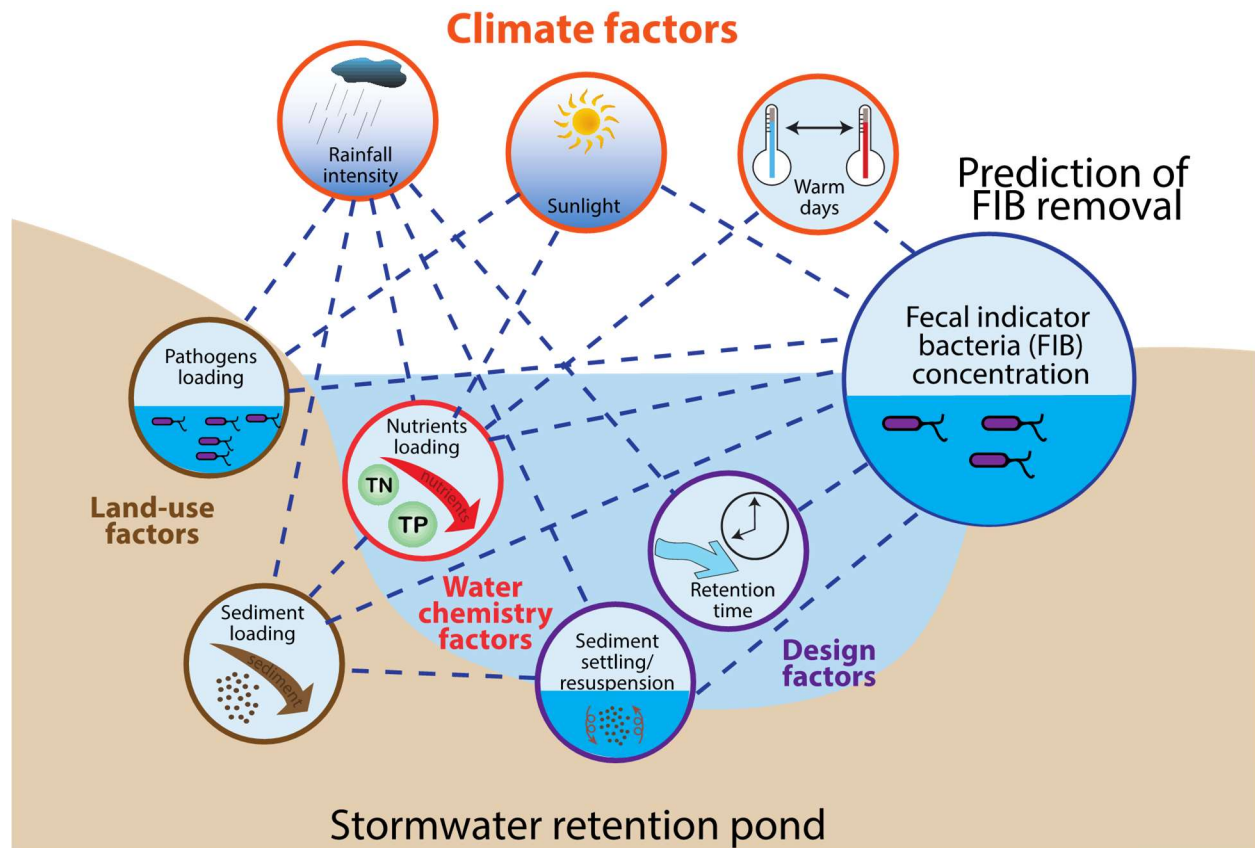 Climate factors
Rainfall
intensity
Sunlight
Warm
days
Prediction of
FIB removal
Fecal indicator
bacteria (FIB)
concentration
Pathogens
loading
Land-use
factors
Nutrients
loading
nutrients
TN
TP
Water
chemistry
factors
Retention
time
Design
factors
Sediment
loading
sediment
Sediment
settling/
resuspension
Stormwater retention pond